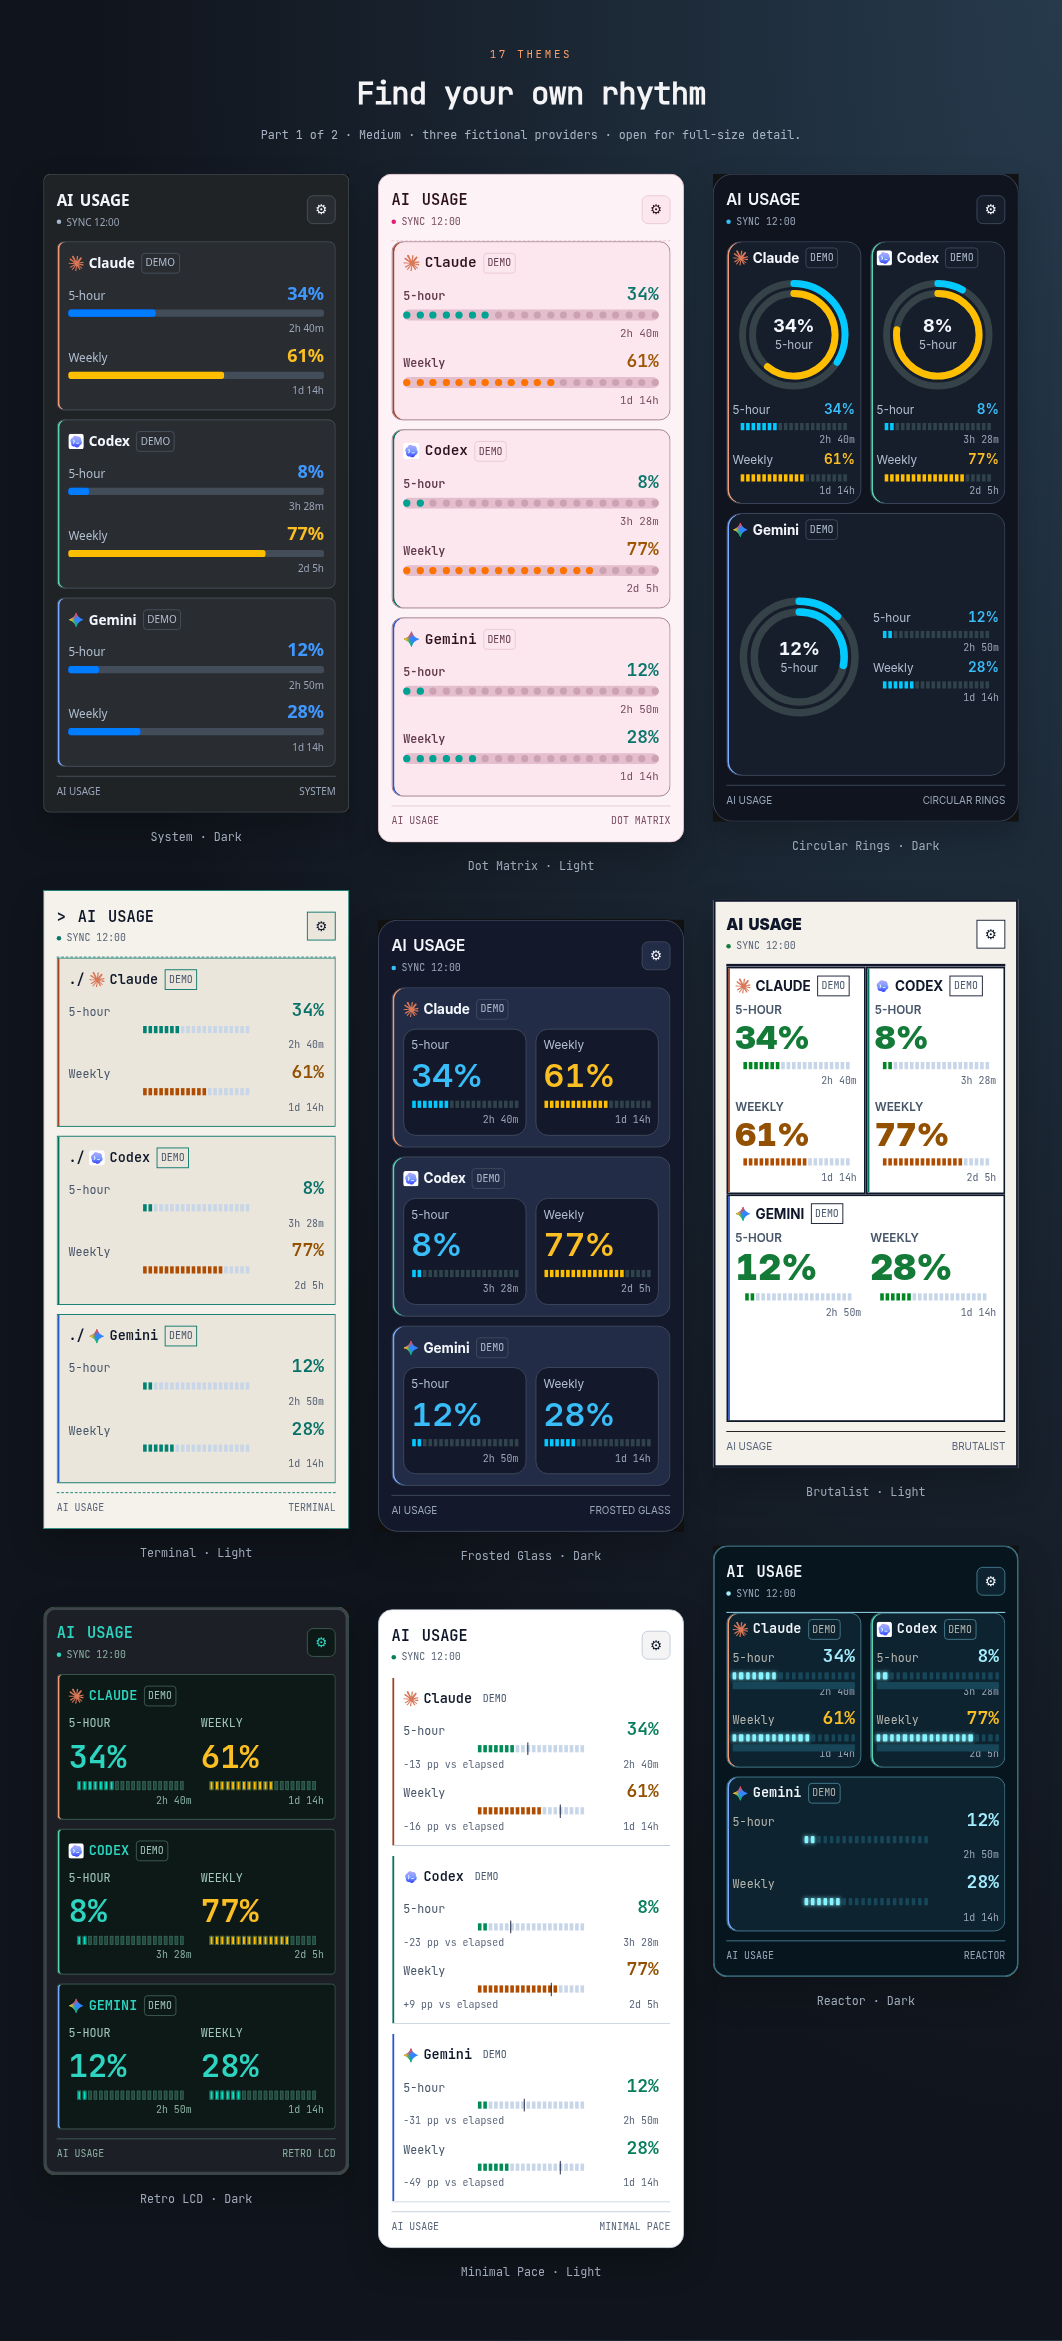 17 THEMES
Find your own rhythm
Part 1 of 2 · Medium · three fictional providers · open for full-size detail.
AI USAGE
SYNC 12:00
Claude DEMO
5-hour 34%
2h 40m
Weekly 61%
1d 14h
Codex DEMO
5-hour 8%
3h 28m
Weekly 77%
2d 5h
Gemini DEMO
5-hour 12%
2h 50m
Weekly 28%
1d 14h
AI USAGE SYSTEM
System · Dark
AI USAGE
SYNC 12:00
Claude DEMO
5-hour 34%
2h 40m
Weekly 61%
1d 14h
Codex DEMO
5-hour 8%
3h 28m
Weekly 77%
2d 5h
Gemini DEMO
5-hour 12%
2h 50m
Weekly 28%
1d 14h
AI USAGE DOT MATRIX
Dot Matrix · Light
AI USAGE
SYNC 12:00
Claude DEMO
34%
5-hour
5-hour 34%
2h 40m
Weekly 61%
1d 14h
Codex DEMO
8%
5-hour
5-hour 8%
3h 28m
Weekly 77%
2d 5h
Gemini DEMO
12%
5-hour
5-hour 12%
2h 50m
Weekly 28%
1d 14h
AI USAGE CIRCULAR RINGS
Circular Rings · Dark
> AI USAGE
SYNC 12:00
./ Claude DEMO
5-hour 34%
2h 40m
Weekly 61%
1d 14h
./ Codex DEMO
5-hour 8%
3h 28m
Weekly 77%
2d 5h
./ Gemini DEMO
5-hour 12%
2h 50m
Weekly 28%
1d 14h
AI USAGE TERMINAL
Terminal · Light
AI USAGE
SYNC 12:00
Claude DEMO
5-hour Weekly
34% 61%
2h 40m 1d 14h
Codex DEMO
5-hour Weekly
8% 77%
3h 28m 2d 5h
Gemini DEMO
5-hour Weekly
12% 28%
2h 50m 1d 14h
AI USAGE FROSTED GLASS
Frosted Glass · Dark
AI USAGE
SYNC 12:00
CLAUDE DEMO
5-HOUR
34%
2h 40m
WEEKLY
61%
1d 14h
CODEX DEMO
5-HOUR
8%
3h 28m
WEEKLY
77%
2d 5h
GEMINI DEMO
5-HOUR WEEKLY
12% 28%
2h 50m 1d 14h
AI USAGE BRUTALIST
Brutalist · Light
AI USAGE
SYNC 12:00
CLAUDE DEMO
5-HOUR WEEKLY
34% 61%
2h 40m 1d 14h
CODEX DEMO
5-HOUR WEEKLY
8% 77%
3h 28m 2d 5h
GEMINI DEMO
5-HOUR WEEKLY
12% 28%
2h 50m 1d 14h
AI USAGE RETRO LCD
Retro LCD · Dark
AI USAGE
SYNC 12:00
Claude DEMO
5-hour 34%
-13 pp vs elapsed 2h 40m
Weekly 61%
-16 pp vs elapsed 1d 14h
Codex DEMO
5-hour 8%
-23 pp vs elapsed 3h 28m
Weekly 77%
+9 pp vs elapsed 2d 5h
Gemini DEMO
5-hour 12%
-31 pp vs elapsed 2h 50m
Weekly 28%
-49 pp vs elapsed 1d 14h
AI USAGE MINIMAL PACE
Minimal Pace · Light
AI USAGE
SYNC 12:00
Claude DEMO
5-hour 34%
2h 40m
Weekly 61%
1d 14h
Codex DEMO
5-hour 8%
3h 28m
Weekly 77%
2d 5h
Gemini DEMO
5-hour 12%
2h 50m
Weekly 28%
1d 14h
AI USAGE REACTOR
Reactor · Dark